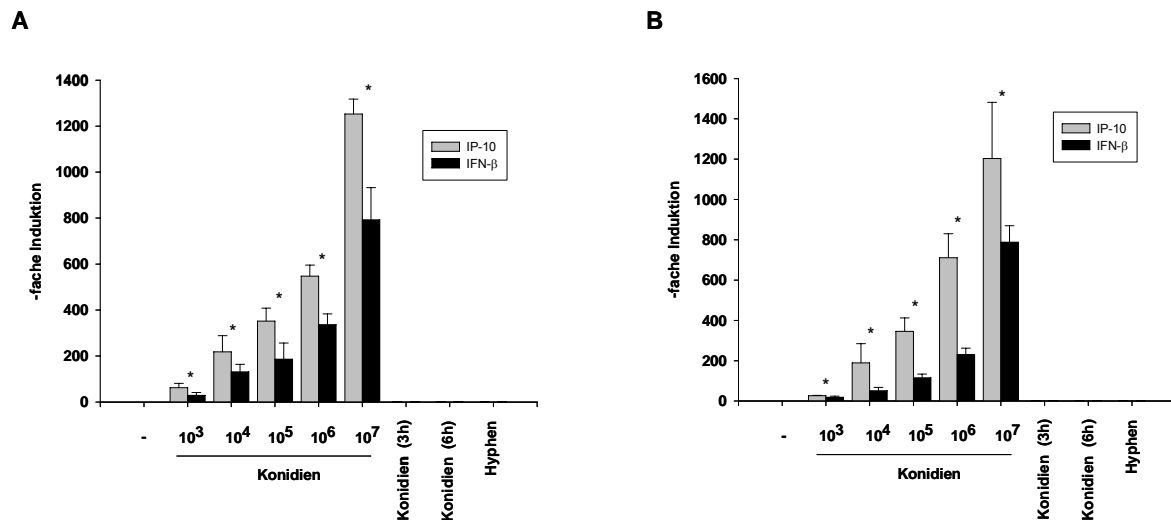 A
-fache Induktion
1400
1200
1000
800
600
400
200
0
*
*
*
*
*
IP-10
IFN-β
-
10³
10⁴
10⁵
10⁶
10⁷
Konidien
Konidien (3h)
Konidien (6h)
Hyphen
B
-fache Induktion
1600
1400
1200
1000
800
600
400
200
0
*
*
*
*
*
IP-10
IFN-β
-
10³
10⁴
10⁵
10⁶
10⁷
Konidien
Konidien (3h)
Konidien (6h)
Hyphen